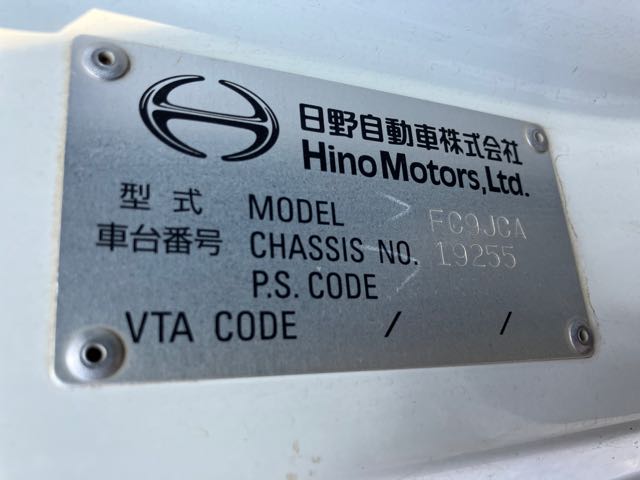 日野自動車株式会社
Hino Motors, Ltd.
型式 MODEL FC9JCA
車台番号 CHASSIS NO. 19255
P.S. CODE
VTA CODE / /